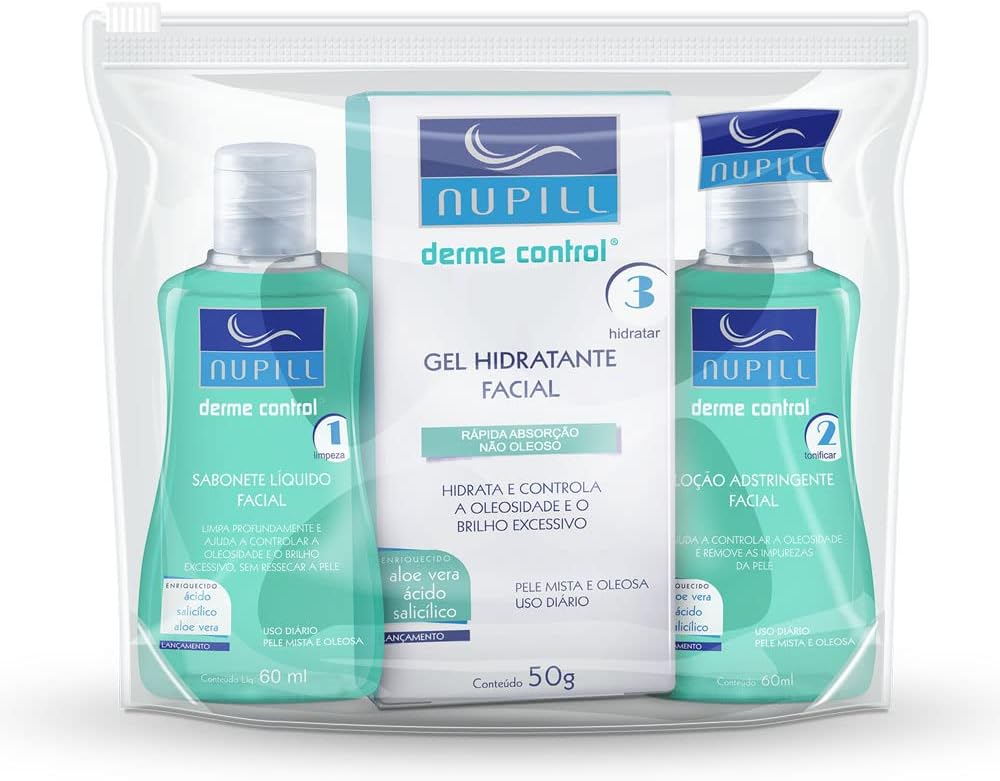 NUPILL
derme control
1
limpeza
SABONETE LÍQUIDO
FACIAL
LIMPA PROFUNDAMENTE E
AJUDA A CONTROLAR A
OLEOSIDADE E O BRILHO
EXCESSIVO, SEM RESSECAR A PELE
ENRIQUECIDO
ácido
salicílico
aloe vera
LANÇAMENTO
USO DIÁRIO
PELE MISTA E OLEOSA
Conteúdo Líq. 60 ml
NUPILL
derme control®
3
hidratar
GEL HIDRATANTE
FACIAL
RÁPIDA ABSORÇÃO
NÃO OLEOSO
HIDRATA E CONTROLA
A OLEOSIDADE E O
BRILHO EXCESSIVO
ENRIQUECIDO
aloe vera
ácido
salicílico
LANÇAMENTO
PELE MISTA E OLEOSA
USO DIÁRIO
Conteúdo 50g
NUPILL
NUPILL
derme control
2
tonificar
LOÇÃO ADSTRINGENTE
FACIAL
AJUDA A CONTROLAR A OLEOSIDADE
E REMOVE AS IMPUREZAS
DA PELE
ENRIQUECIDO
aloe vera
ácido
salicílico
LANÇAMENTO
USO DIÁRIO
PELE MISTA E OLEOSA
Conteúdo 60ml